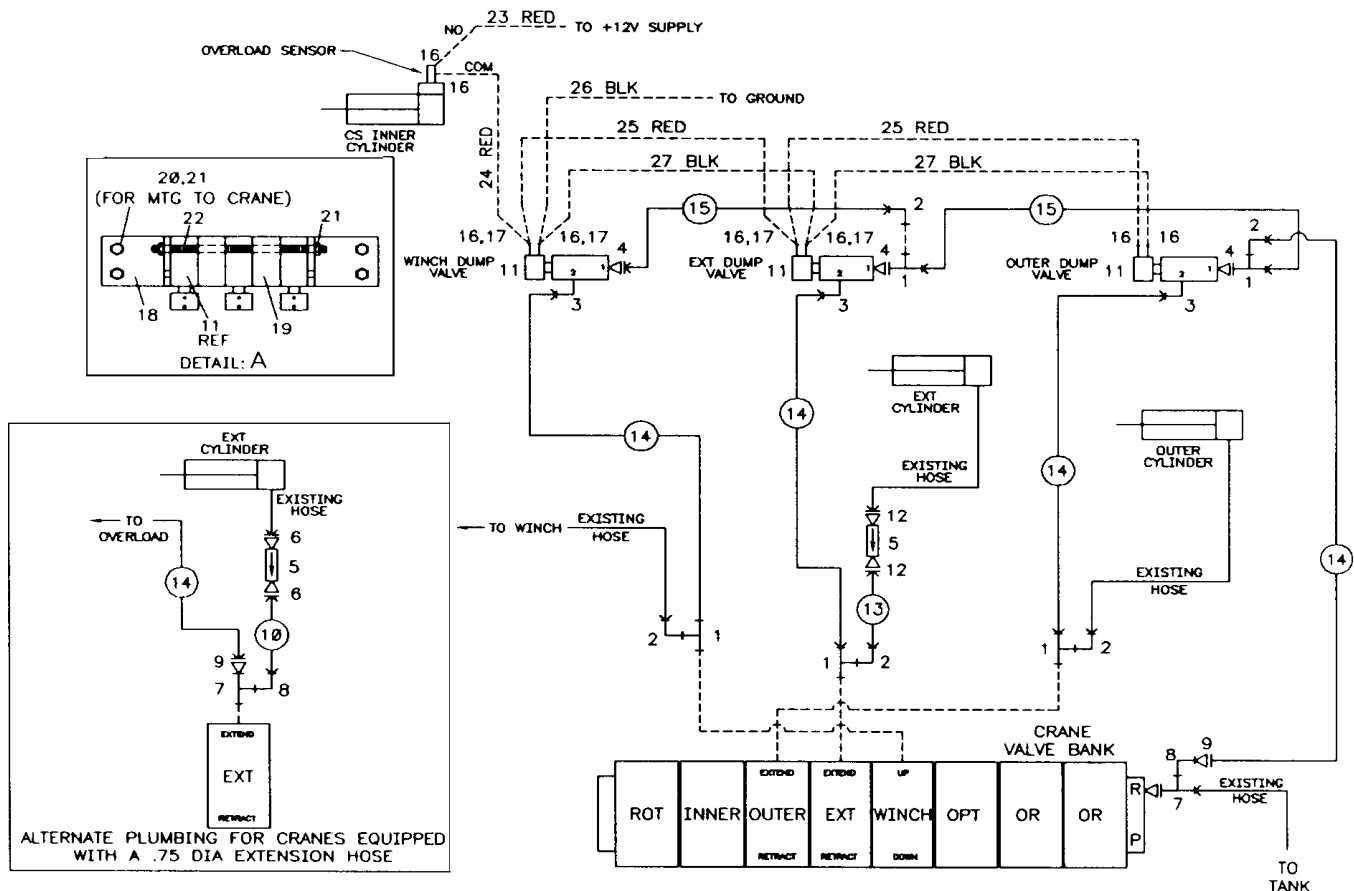 23 RED
NO
TO +12V SUPPLY
OVERLOAD SENSOR
16
COM
16
26 BLK
TO GROUND
CS INNER
CYLINDER
24 RED
25 RED
25 RED
27 BLK
27 BLK
20,21
(FOR MTG TO CRANE)
22
21
18
11
REF
19
DETAIL: A
15
2
15
2
16,17
16,17
4
WINCH DUMP
VALVE
11
2
1
3
16,17
16,17
4
EXT DUMP
VALVE
11
2
1
1
3
16
16
4
OUTER DUMP
VALVE
11
2
1
1
3
EXT
CYLINDER
14
14
14
14
OUTER
CYLINDER
EXISTING
HOSE
EXISTING
HOSE
TO WINCH
EXISTING
HOSE
12
5
12
13
2
1
1
2
1
2
EXT
CYLINDER
EXISTING
HOSE
TO
OVERLOAD
6
5
6
14
10
9
7
8
EXTEND
EXT
RETRACT
ALTERNATE PLUMBING FOR CRANES EQUIPPED
WITH A .75 DIA EXTENSION HOSE
CRANE
VALVE BANK
8
9
7
EXISTING
HOSE
TO
TANK
ROT
INNER
EXTEND
OUTER
RETRACT
EXTEND
EXT
RETRACT
UP
WINCH
DOWN
OPT
OR
OR
R
P